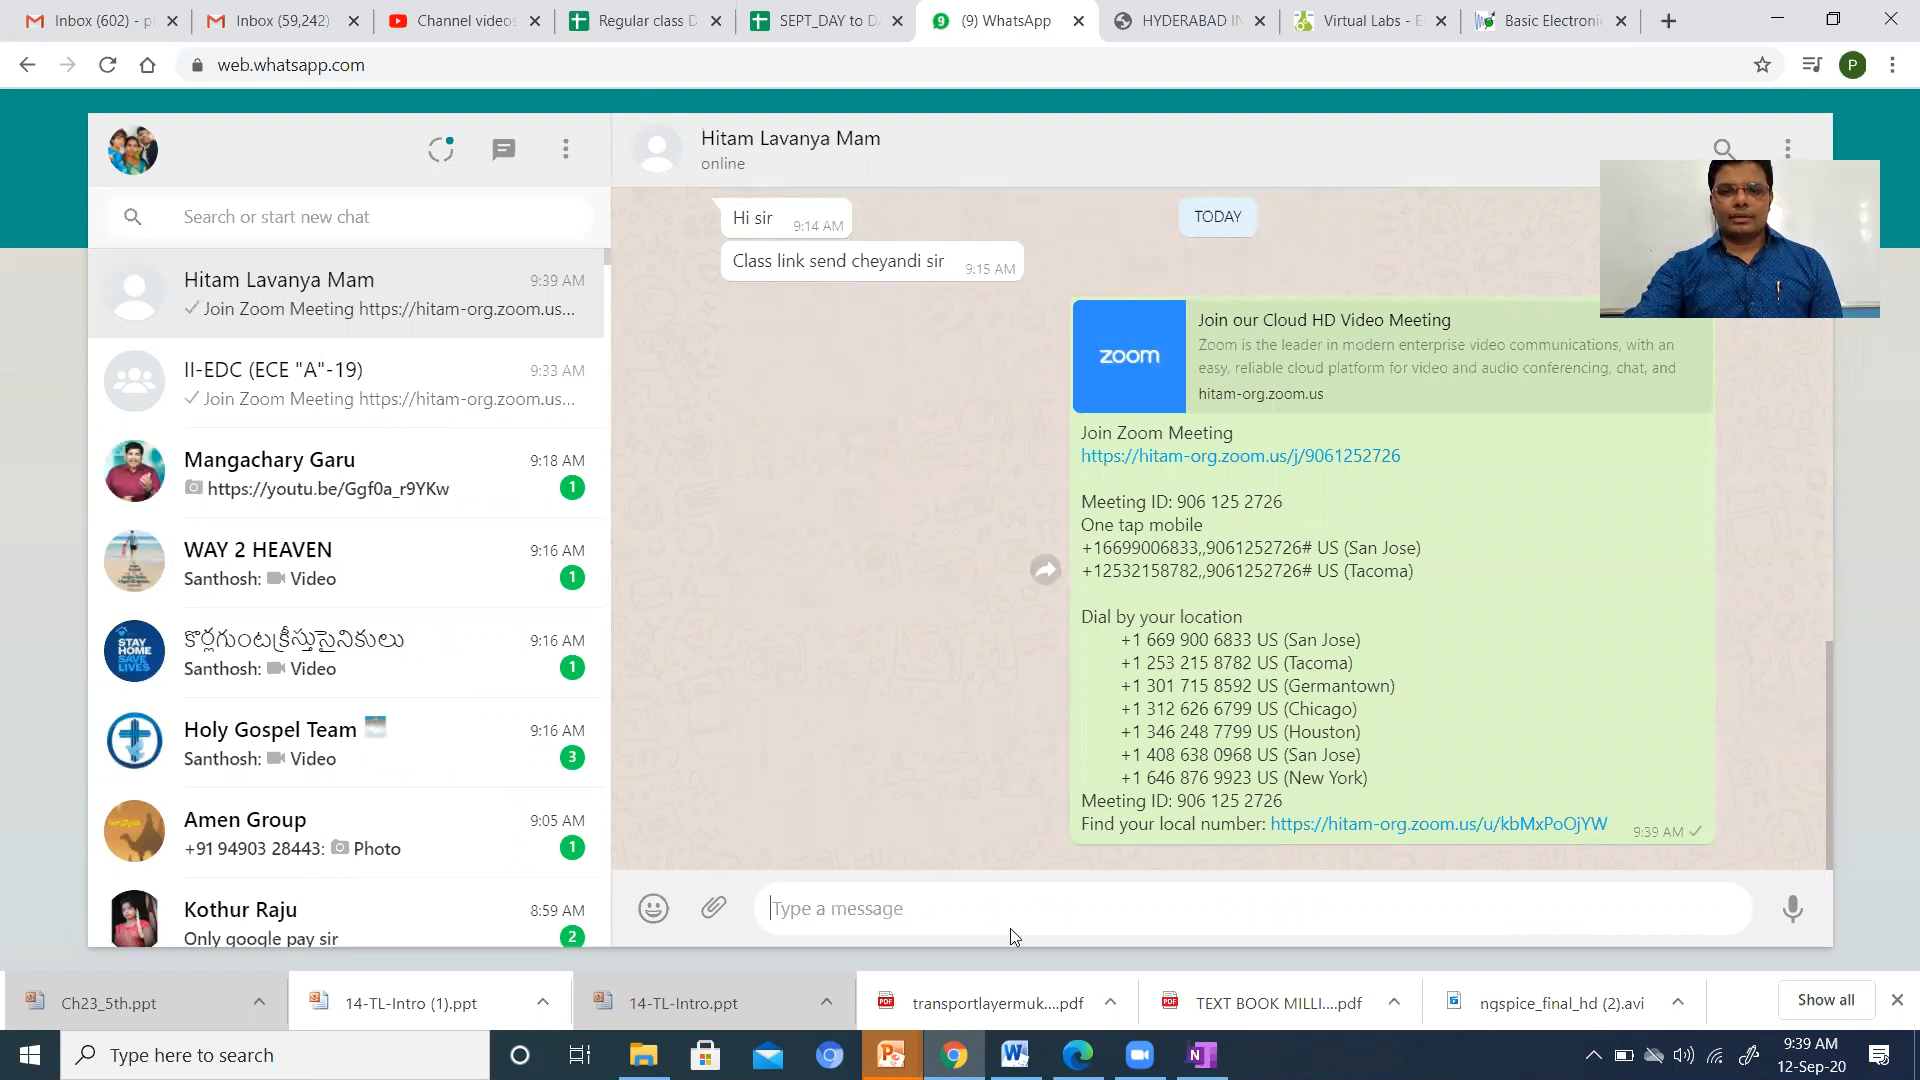 Inbox (602) - p
Inbox (59,242)
Channel videos
Regular class D
SEPT_DAY to D
(9) WhatsApp
HYDERABAD IN
Virtual Labs - E
Basic Electroni
web.whatsapp.com
P
Hitam Lavanya Mam
online
Search or start new chat
Hitam Lavanya Mam 9:39 AM
Join Zoom Meeting https://hitam-org.zoom.us...
II-EDC (ECE "A"-19) 9:33 AM
Join Zoom Meeting https://hitam-org.zoom.us...
Mangachary Garu 9:18 AM
https://youtu.be/Ggf0a_r9YKw 1
WAY 2 HEAVEN 9:16 AM
Santhosh: Video 1
STAY
HOME
SAVE
LIVES
కొర్లగుంటక్రీస్తుసైనికులు 9:16 AM
Santhosh: Video 1
Holy Gospel Team 9:16 AM
Santhosh: Video 3
Amen Group 9:05 AM
+91 94903 28443: Photo 1
Kothur Raju 8:59 AM
Only google pay sir 2
TODAY
Hi sir 9:14 AM
Class link send cheyandi sir 9:15 AM
zoom
Join our Cloud HD Video Meeting
Zoom is the leader in modern enterprise video communications, with an
easy, reliable cloud platform for video and audio conferencing, chat, and
hitam-org.zoom.us
Join Zoom Meeting
https://hitam-org.zoom.us/j/9061252726
Meeting ID: 906 125 2726
One tap mobile
+16699006833,,9061252726# US (San Jose)
+12532158782,,9061252726# US (Tacoma)
Dial by your location
+1 669 900 6833 US (San Jose)
+1 253 215 8782 US (Tacoma)
+1 301 715 8592 US (Germantown)
+1 312 626 6799 US (Chicago)
+1 346 248 7799 US (Houston)
+1 408 638 0968 US (San Jose)
+1 646 876 9923 US (New York)
Meeting ID: 906 125 2726
Find your local number: https://hitam-org.zoom.us/u/kbMxPoOjYW 9:39 AM
Type a message
Ch23_5th.ppt
14-TL-Intro (1).ppt
14-TL-Intro.ppt
transportlayermuk....pdf
TEXT BOOK MILLI....pdf
ngspice_final_hd (2).avi
Show all
Type here to search
9:39 AM
12-Sep-20